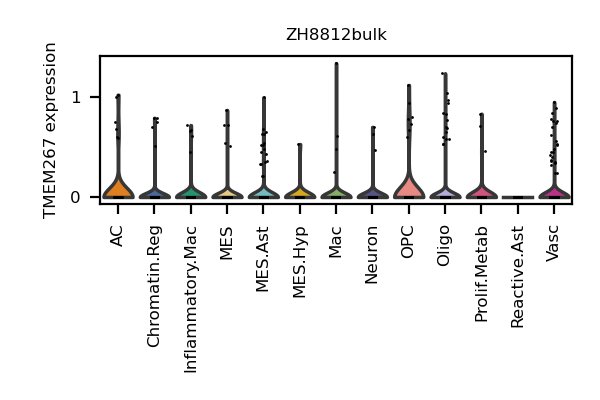 ZH8812bulk
TMEM267 expression
1
0
AC
Chromatin.Reg
Inflammatory.Mac
MES
MES.Ast
MES.Hyp
Mac
Neuron
OPC
Oligo
Prolif.Metab
Reactive.Ast
Vasc